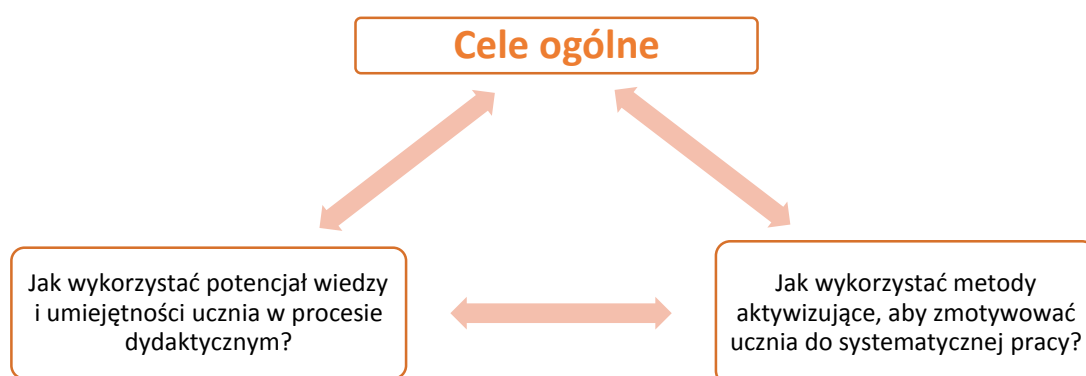 Cele ogólne
Jak wykorzystać potencjał wiedzy
i umiejętności ucznia w procesie
dydaktycznym?
Jak wykorzystać metody
aktywizujące, aby zmotywować
ucznia do systematycznej pracy?